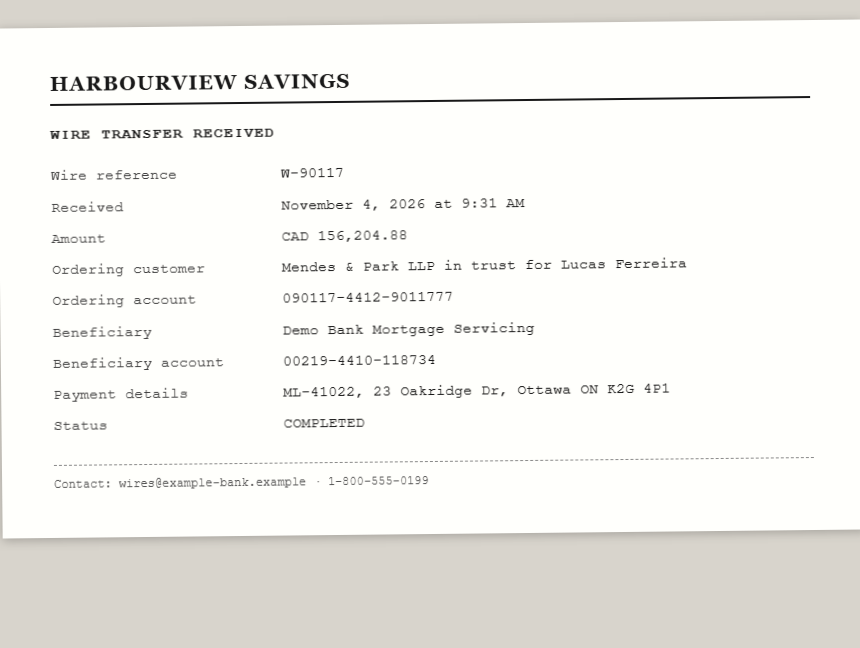 HARBOURVIEW SAVINGS
WIRE TRANSFER RECEIVED
Wire reference W-90117
Received November 4, 2026 at 9:31 AM
Amount CAD 156,204.88
Ordering customer Mendes & Park LLP in trust for Lucas Ferreira
Ordering account 090117-4412-9011777
Beneficiary Demo Bank Mortgage Servicing
Beneficiary account 00219-4410-118734
Payment details ML-41022, 23 Oakridge Dr, Ottawa ON K2G 4P1
Status COMPLETED
Contact: wires@example-bank.example · 1-800-555-0199